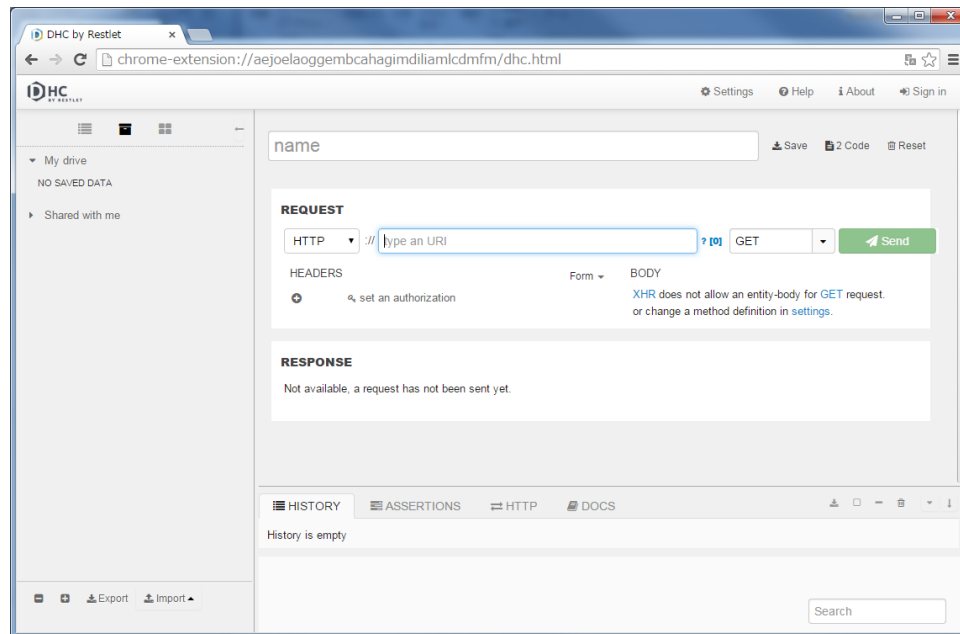 DHC by Restlet
chrome-extension://aejoelaoggembcahagimdiliamlcdmfm/dhc.html
DHC
BY RESTLET
Settings Help About Sign in
My drive
NO SAVED DATA
Shared with me
name
Save 2 Code Reset
REQUEST
HTTP :// type an URI ? [0] GET Send
HEADERS Form BODY
set an authorization
XHR does not allow an entity-body for GET request.
or change a method definition in settings.
RESPONSE
Not available, a request has not been sent yet.
HISTORY ASSERTIONS HTTP DOCS
History is empty
Export Import
Search